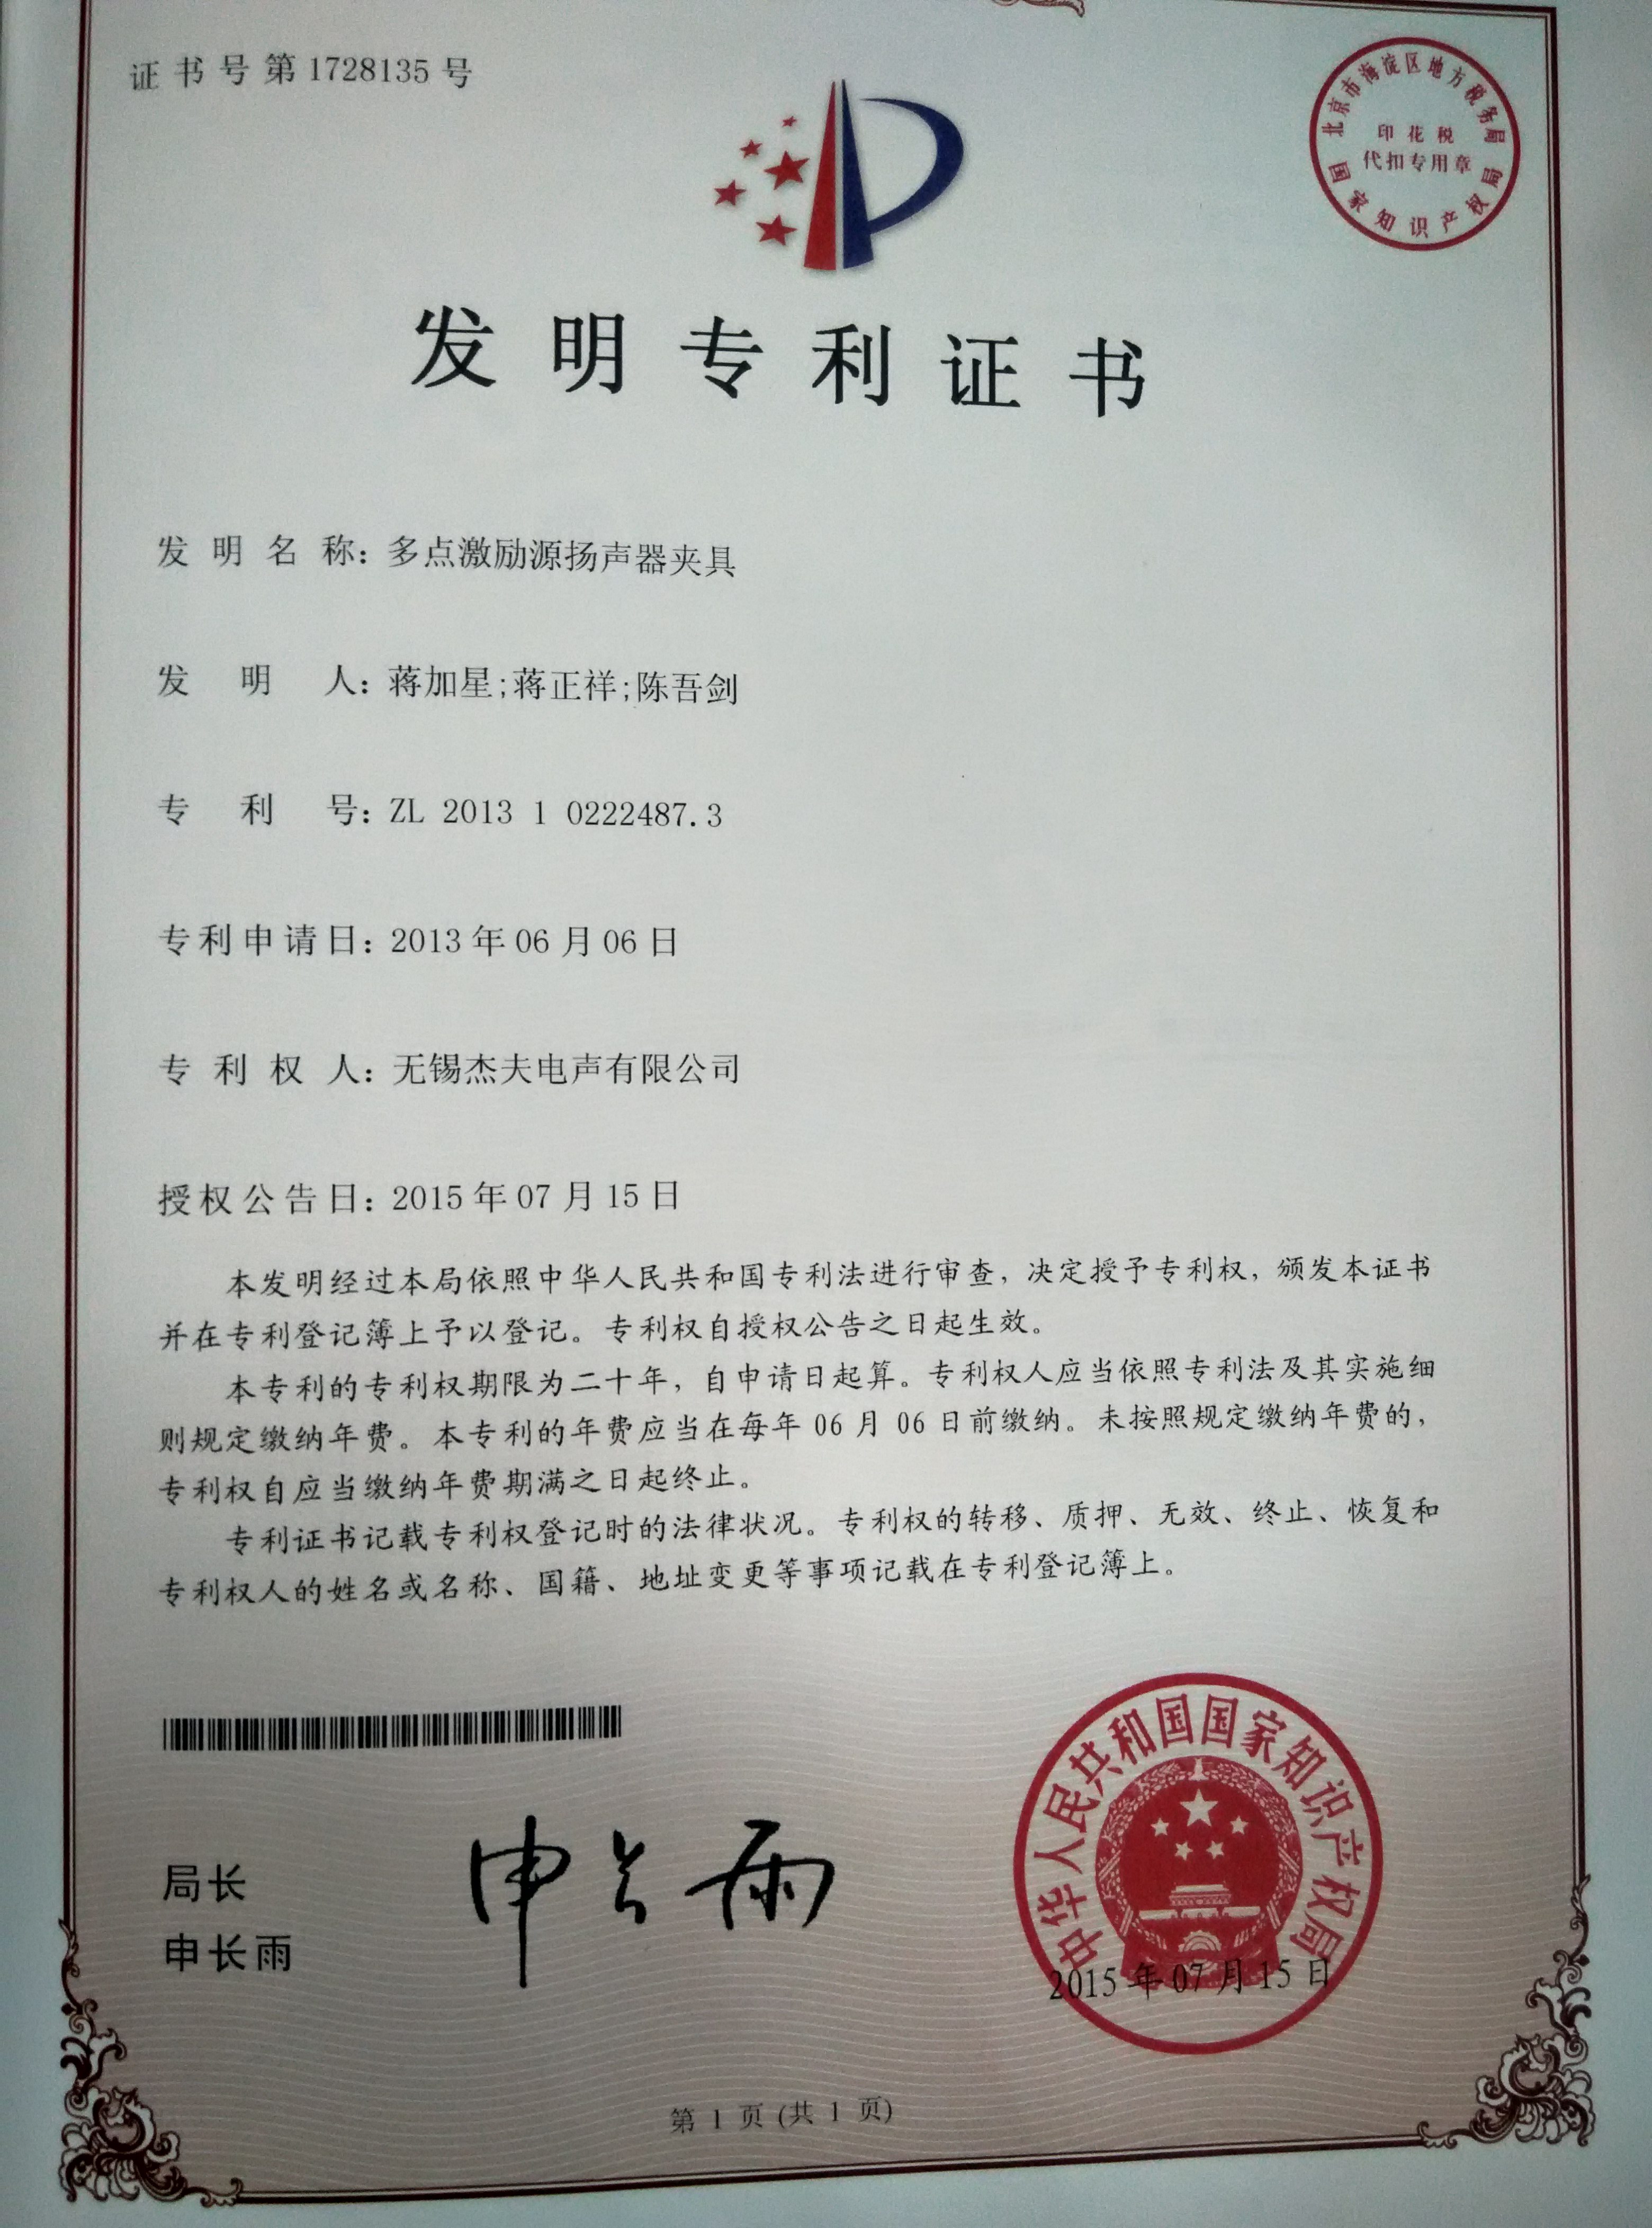 证书号第1728135号
北京市海淀区地方税务局
印花税
代扣专用章
国家知识产权局
发明专利证书
发明名称：多点激励源扬声器夹具
发明人：蒋加星;蒋正祥;陈吾剑
专利号：ZL 2013 1 0222487.3
专利申请日：2013年06月06日
专利权人：无锡杰夫电声有限公司
授权公告日：2015年07月15日
本发明经过本局依照中华人民共和国专利法进行审查，决定授予专利权，颁发本证书
并在专利登记簿上予以登记。专利权自授权公告之日起生效。
本专利的专利权期限为二十年，自申请日起算。专利权人应当依照专利法及其实施细
则规定缴纳年费。本专利的年费应当在每年 06 月 06 日前缴纳。未按照规定缴纳年费的，
专利权自应当缴纳年费期满之日起终止。
专利证书记载专利权登记时的法律状况。专利权的转移、质押、无效、终止、恢复和
专利权人的姓名或名称、国籍、地址变更等事项记载在专利登记簿上。
局长
申长雨
申长雨
中华人民共和国国家知识产权局
2015年07月15日
第 1 页 (共 1 页)